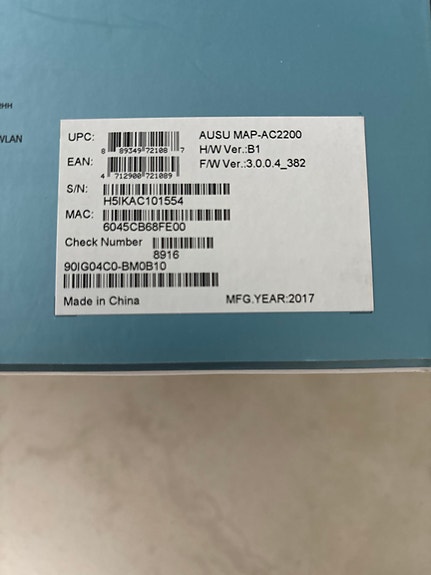 WLAN
UPC:
8 89349 72108 7
EAN:
4 712900 721089
S/N:
H5IKAC101554
MAC:
6045CB68FE00
Check Number
8916
90IG04C0-BM0B10
Made in China
AUSU MAP-AC2200
H/W Ver.:B1
F/W Ver.:3.0.0.4_382
MFG.YEAR:2017